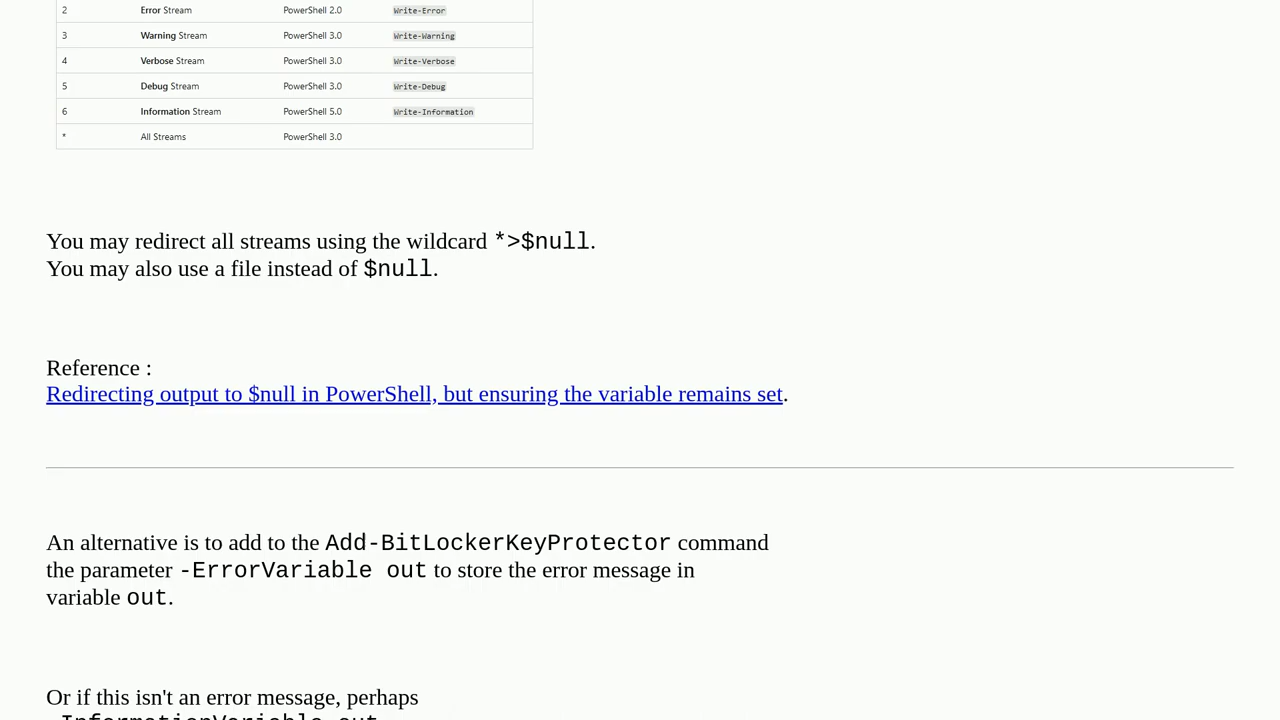 2 Error Stream PowerShell 2.0 Write-Error
3 Warning Stream PowerShell 3.0 Write-Warning
4 Verbose Stream PowerShell 3.0 Write-Verbose
5 Debug Stream PowerShell 3.0 Write-Debug
6 Information Stream PowerShell 5.0 Write-Information
* All Streams PowerShell 3.0
You may redirect all streams using the wildcard *>$null.
You may also use a file instead of $null.
Reference :
Redirecting output to $null in PowerShell, but ensuring the variable remains set.
An alternative is to add to the Add-BitLockerKeyProtector command
the parameter -ErrorVariable out to store the error message in
variable out.
Or if this isn't an error message, perhaps
-InformationVariable out